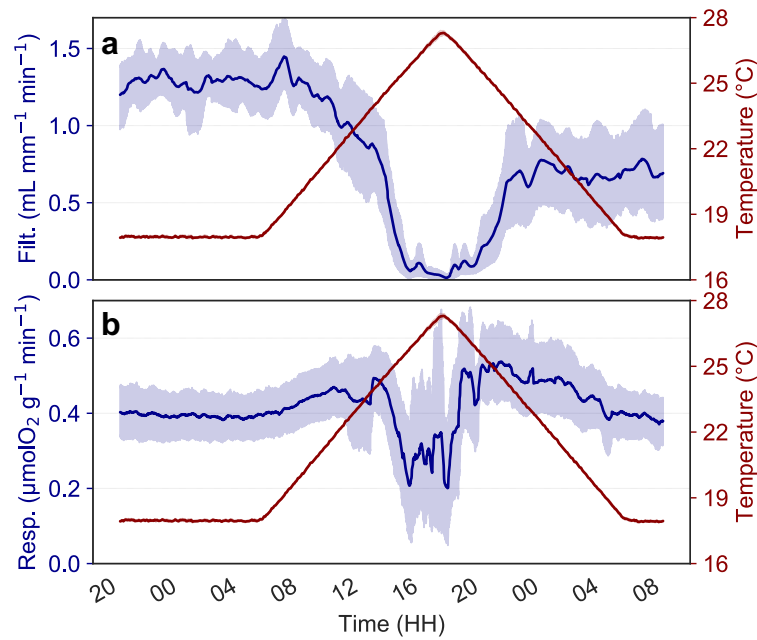 a
1.5
1.0
0.5
0.0
Filt. (mL mm⁻¹ min⁻¹)
28
25
22
18
16
Temperature (°C)
b
0.6
0.4
0.2
0.0
Resp. (µmolO₂ g⁻¹ min⁻¹)
28
25
22
18
16
Temperature (°C)
20 00 04 08 12 16 20 00 04 08
Time (HH)